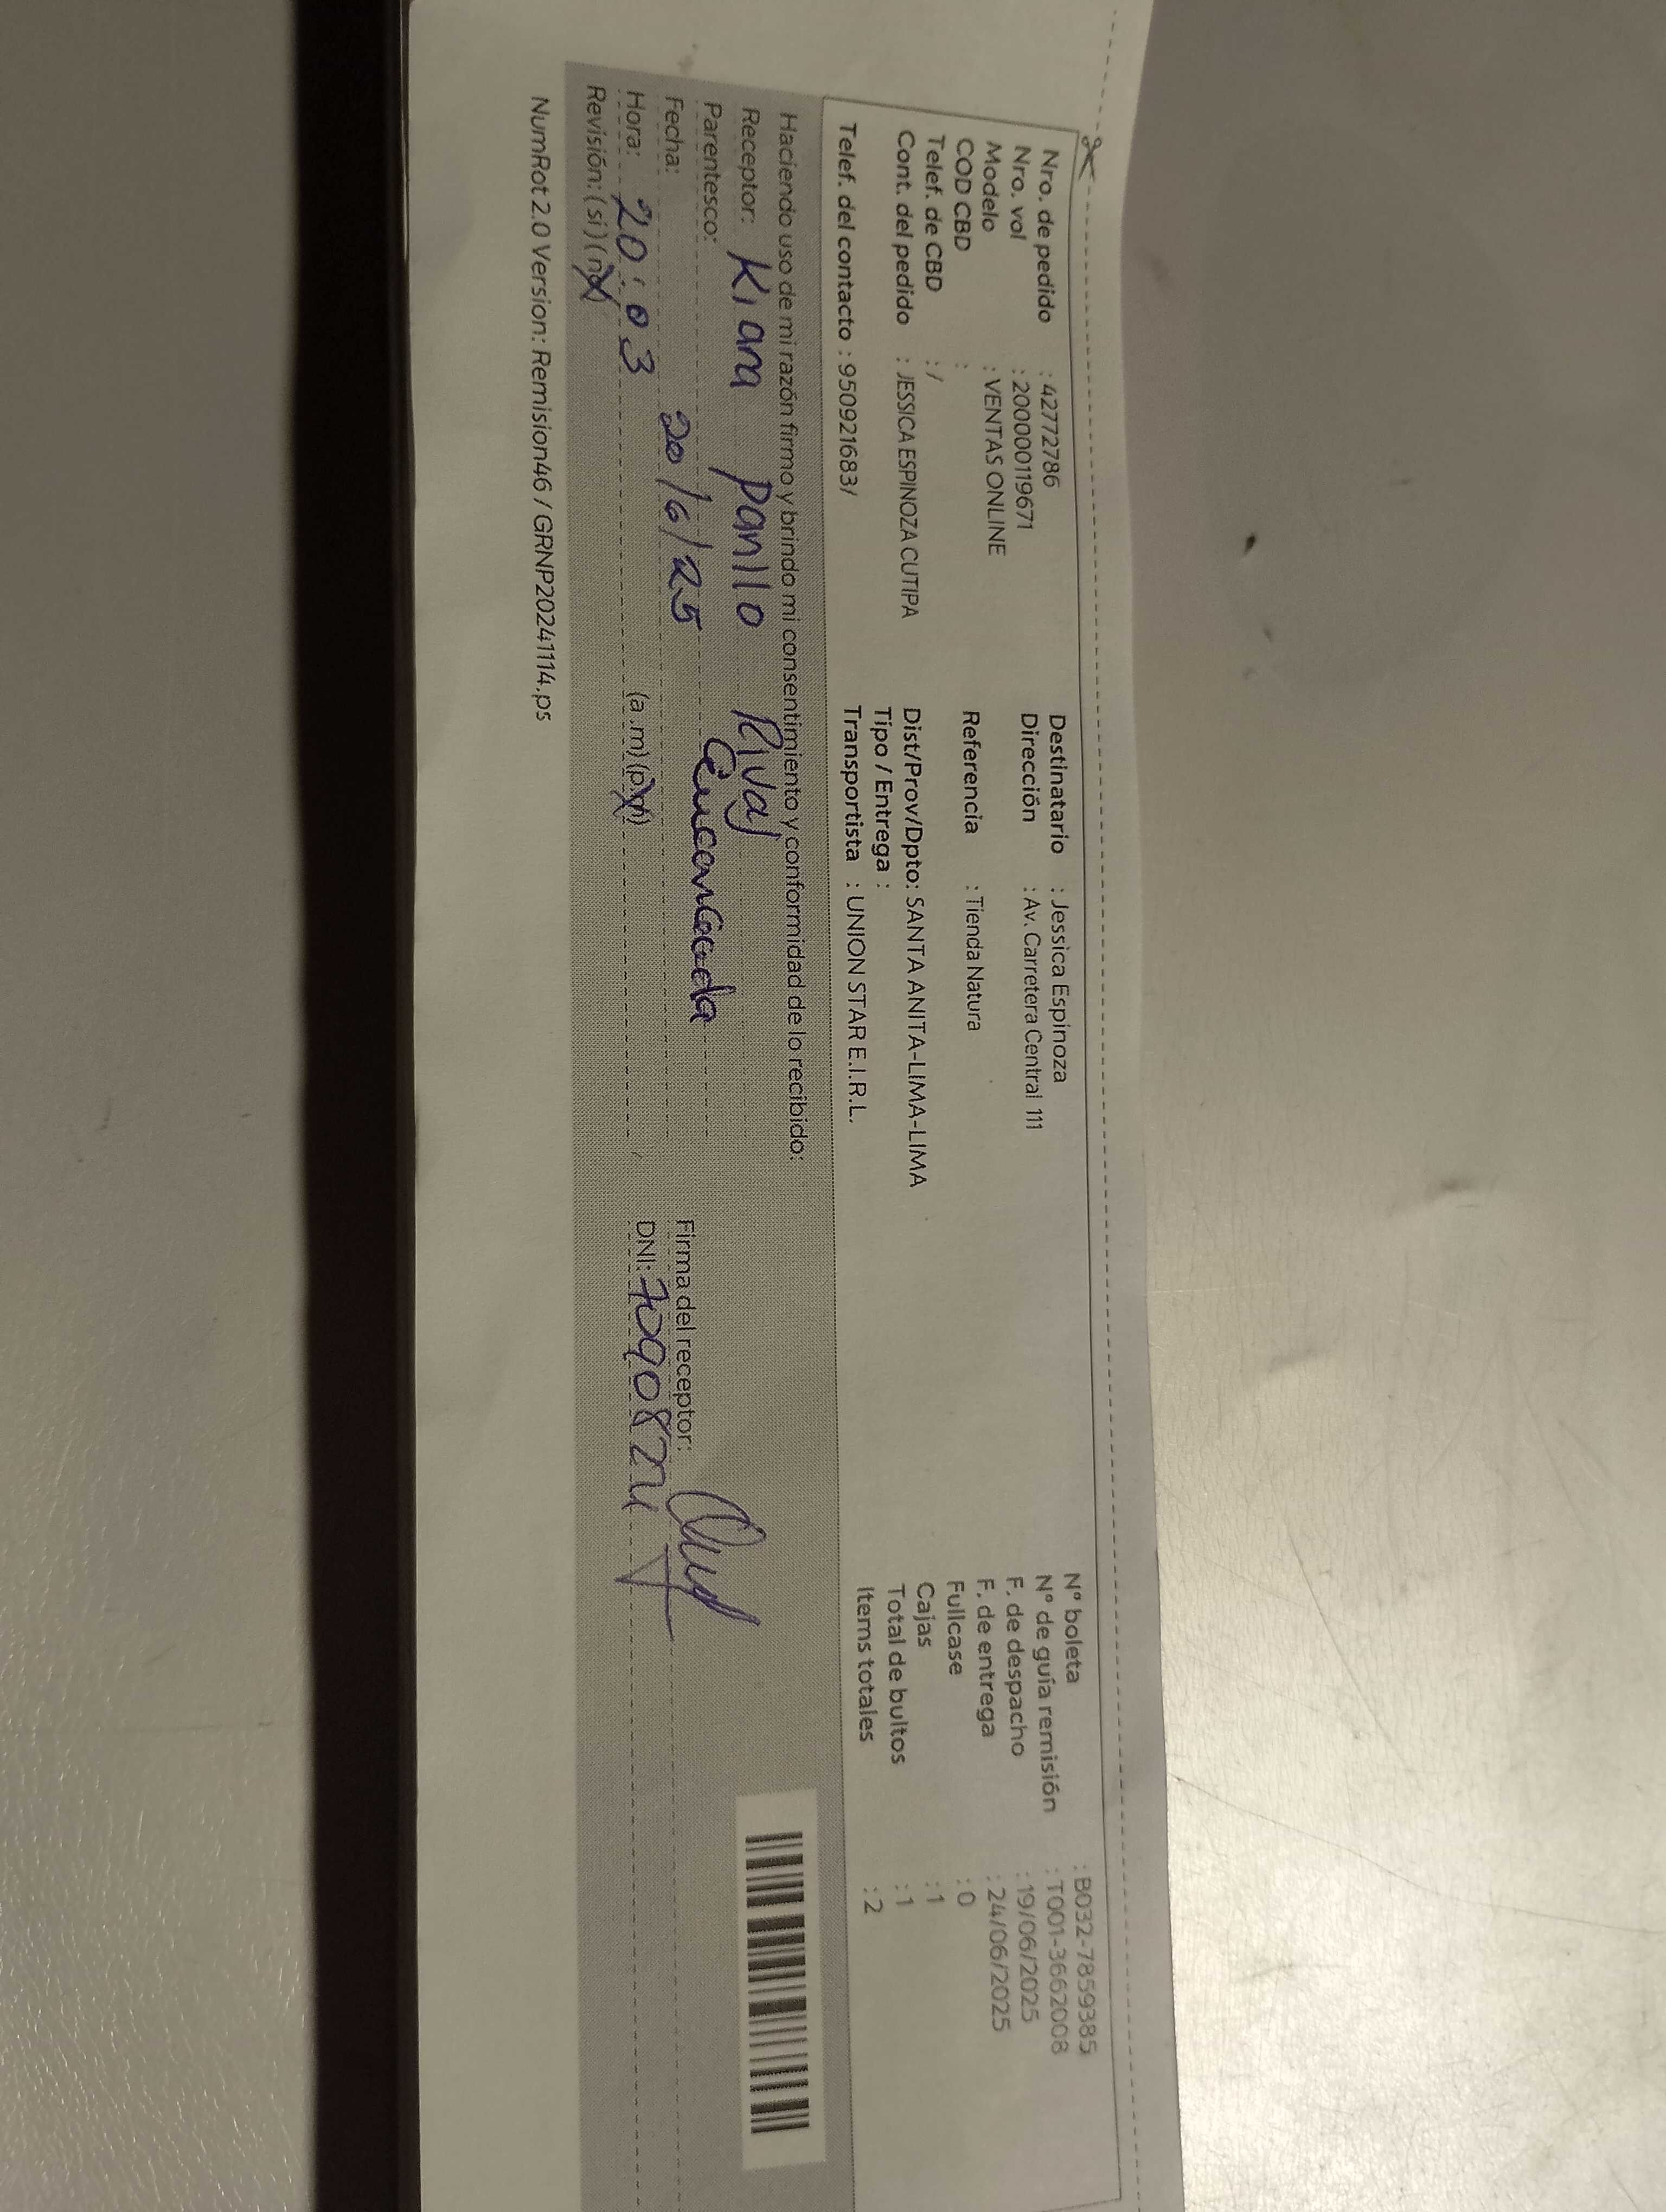 Nro. de pedido : 42772786
Nro. vol : 200000119671
Modelo : VENTAS ONLINE
COD CBD :
Telef. de CBD : /
Cont. del pedido : JESSICA ESPINOZA CUTIPA
Telef. del contacto : 950921683/
Destinatario : Jessica Espinoza
Dirección : Av. Carretera Central 111
Referencia : Tienda Natura
Dist/Prov/Dpto: SANTA ANITA-LIMA-LIMA
Tipo / Entrega :
Transportista : UNION STAR E.I.R.L.
Nº boleta : B032-7859385
Nº de guía remisión : T001-3662008
F. de despacho : 19/06/2025
F. de entrega : 24/06/2025
Fullcase : 0
Cajas : 1
Total de bultos : 1
Items totales : 2
Haciendo uso de mi razón firmo y brindo mi consentimiento y conformidad de lo recibido:
Receptor: Kiara Panllo Rivas
Parentesco: Encargada
Fecha: 20/6/25
Hora: 20:03 (a.m) (p.m)
Revisión: (si) (no)
Firma del receptor:
DNI:
NumRot 2.0 Version: Remision46 / GRNP20241114.ps